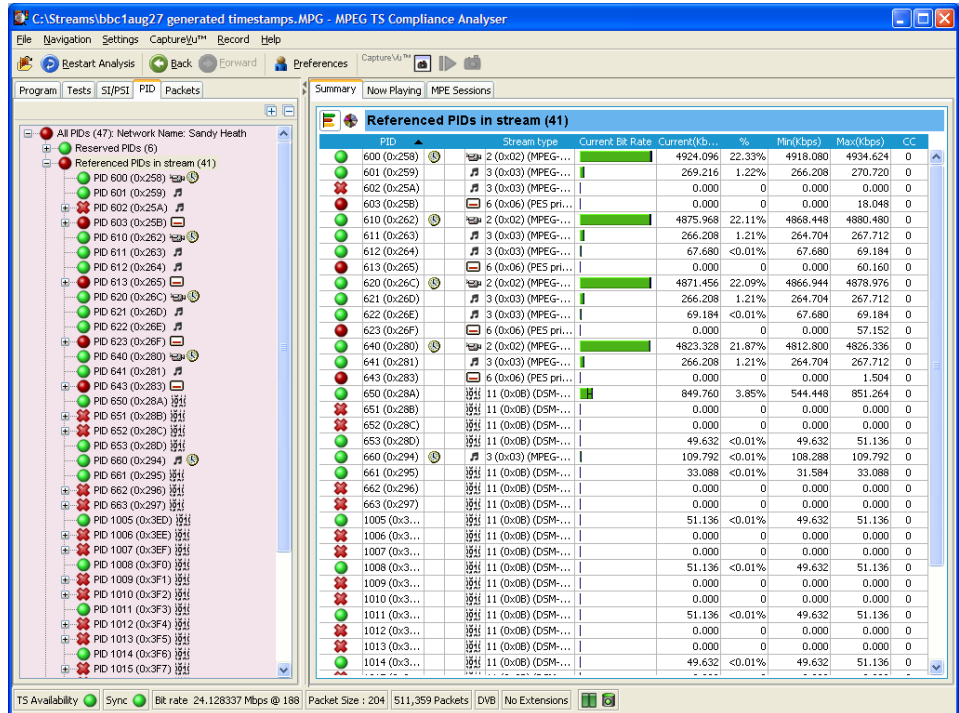 C:\Streams\bbc1aug27 generated timestamps.MPG - MPEG TS Compliance Analyser
File Navigation Settings CaptureVu™ Record Help
Restart Analysis Back Forward Preferences CaptureVu™
Program Tests SI/PSI PID Packets
Summary Now Playing MPE Sessions
All PIDs (47): Network Name: Sandy Heath
Reserved PIDs (6)
Referenced PIDs in stream (41)
PID 600 (0x258)
PID 601 (0x259)
PID 602 (0x25A)
PID 603 (0x25B)
PID 610 (0x262)
PID 611 (0x263)
PID 612 (0x264)
PID 613 (0x265)
PID 620 (0x26C)
PID 621 (0x26D)
PID 622 (0x26E)
PID 623 (0x26F)
PID 640 (0x280)
PID 641 (0x281)
PID 643 (0x283)
PID 650 (0x28A)
PID 651 (0x28B)
PID 652 (0x28C)
PID 653 (0x28D)
PID 660 (0x294)
PID 661 (0x295)
PID 662 (0x296)
PID 663 (0x297)
PID 1005 (0x3ED)
PID 1006 (0x3EE)
PID 1007 (0x3EF)
PID 1008 (0x3F0)
PID 1009 (0x3F1)
PID 1010 (0x3F2)
PID 1011 (0x3F3)
PID 1012 (0x3F4)
PID 1013 (0x3F5)
PID 1014 (0x3F6)
PID 1015 (0x3F7)
Referenced PIDs in stream (41)
PID Stream type Current Bit Rate Current(Kb... % Min(Kbps) Max(Kbps) CC
600 (0x258) 2 (0x02) (MPEG-... 4924.096 22.33% 4918.080 4934.624 0
601 (0x259) 3 (0x03) (MPEG-... 269.216 1.22% 266.208 270.720 0
602 (0x25A) 3 (0x03) (MPEG-... 0.000 0 0.000 0.000 0
603 (0x25B) 6 (0x06) (PES pri... 0.000 0 0.000 18.048 0
610 (0x262) 2 (0x02) (MPEG-... 4875.968 22.11% 4868.448 4880.480 0
611 (0x263) 3 (0x03) (MPEG-... 266.208 1.21% 264.704 267.712 0
612 (0x264) 3 (0x03) (MPEG-... 67.680 <0.01% 67.680 69.184 0
613 (0x265) 6 (0x06) (PES pri... 0.000 0 0.000 60.160 0
620 (0x26C) 2 (0x02) (MPEG-... 4871.456 22.09% 4866.944 4878.976 0
621 (0x26D) 3 (0x03) (MPEG-... 266.208 1.21% 264.704 267.712 0
622 (0x26E) 3 (0x03) (MPEG-... 69.184 <0.01% 67.680 69.184 0
623 (0x26F) 6 (0x06) (PES pri... 0.000 0 0.000 57.152 0
640 (0x280) 2 (0x02) (MPEG-... 4823.328 21.87% 4812.800 4826.336 0
641 (0x281) 3 (0x03) (MPEG-... 266.208 1.21% 264.704 267.712 0
643 (0x283) 6 (0x06) (PES pri... 0.000 0 0.000 1.504 0
650 (0x28A) 11 (0x0B) (DSM-... 849.760 3.85% 544.448 851.264 0
651 (0x28B) 11 (0x0B) (DSM-... 0.000 0 0.000 0.000 0
652 (0x28C) 11 (0x0B) (DSM-... 0.000 0 0.000 0.000 0
653 (0x28D) 11 (0x0B) (DSM-... 49.632 <0.01% 49.632 51.136 0
660 (0x294) 3 (0x03) (MPEG-... 109.792 <0.01% 108.288 109.792 0
661 (0x295) 11 (0x0B) (DSM-... 33.088 <0.01% 31.584 33.088 0
662 (0x296) 11 (0x0B) (DSM-... 0.000 0 0.000 0.000 0
663 (0x297) 11 (0x0B) (DSM-... 0.000 0 0.000 0.000 0
1005 (0x3... 11 (0x0B) (DSM-... 51.136 <0.01% 49.632 51.136 0
1006 (0x3... 11 (0x0B) (DSM-... 0.000 0 0.000 0.000 0
1007 (0x3... 11 (0x0B) (DSM-... 0.000 0 0.000 0.000 0
1008 (0x3... 11 (0x0B) (DSM-... 51.136 <0.01% 49.632 51.136 0
1009 (0x3... 11 (0x0B) (DSM-... 0.000 0 0.000 0.000 0
1010 (0x3... 11 (0x0B) (DSM-... 0.000 0 0.000 0.000 0
1011 (0x3... 11 (0x0B) (DSM-... 51.136 <0.01% 49.632 51.136 0
1012 (0x3... 11 (0x0B) (DSM-... 0.000 0 0.000 0.000 0
1013 (0x3... 11 (0x0B) (DSM-... 0.000 0 0.000 0.000 0
1014 (0x3... 11 (0x0B) (DSM-... 49.632 <0.01% 49.632 51.136 0
TS Availability Sync Bit rate 24.128337 Mbps @ 188 Packet Size : 204 511,359 Packets DVB No Extensions